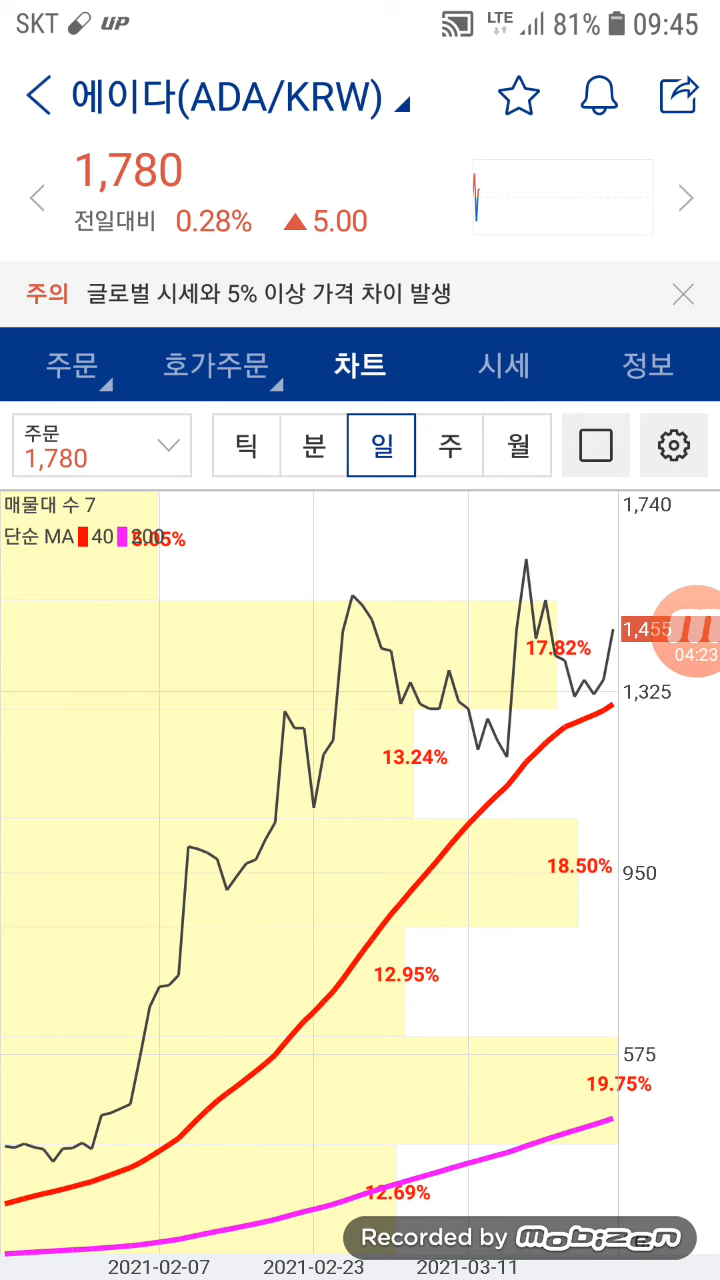 SKT UP LTE 81% 09:45
에이다(ADA/KRW)
1,780
전일대비 0.28% ▲5.00
주의 글로벌 시세와 5% 이상 가격 차이 발생
주문 호가주문 차트 시세 정보
주문
1,780
틱 분 일 주 월
매물대 수 7
단순 MA 40 200
5.05%
1,740
1,455
04:23
17.82%
1,325
13.24%
18.50%
950
12.95%
575
19.75%
12.69%
Recorded by mobizen
2021-02-07 2021-02-23 2021-03-11